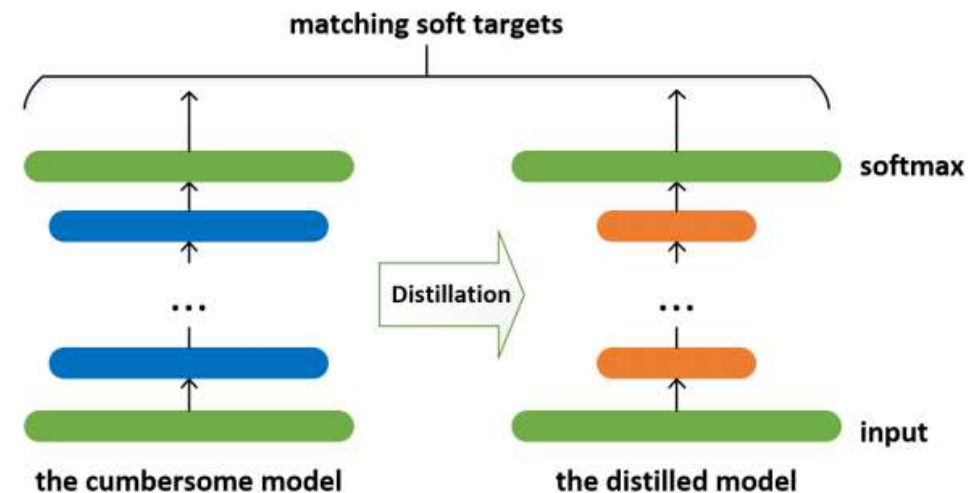 matching soft targets
softmax
Distillation
...
...
input
the cumbersome model
the distilled model